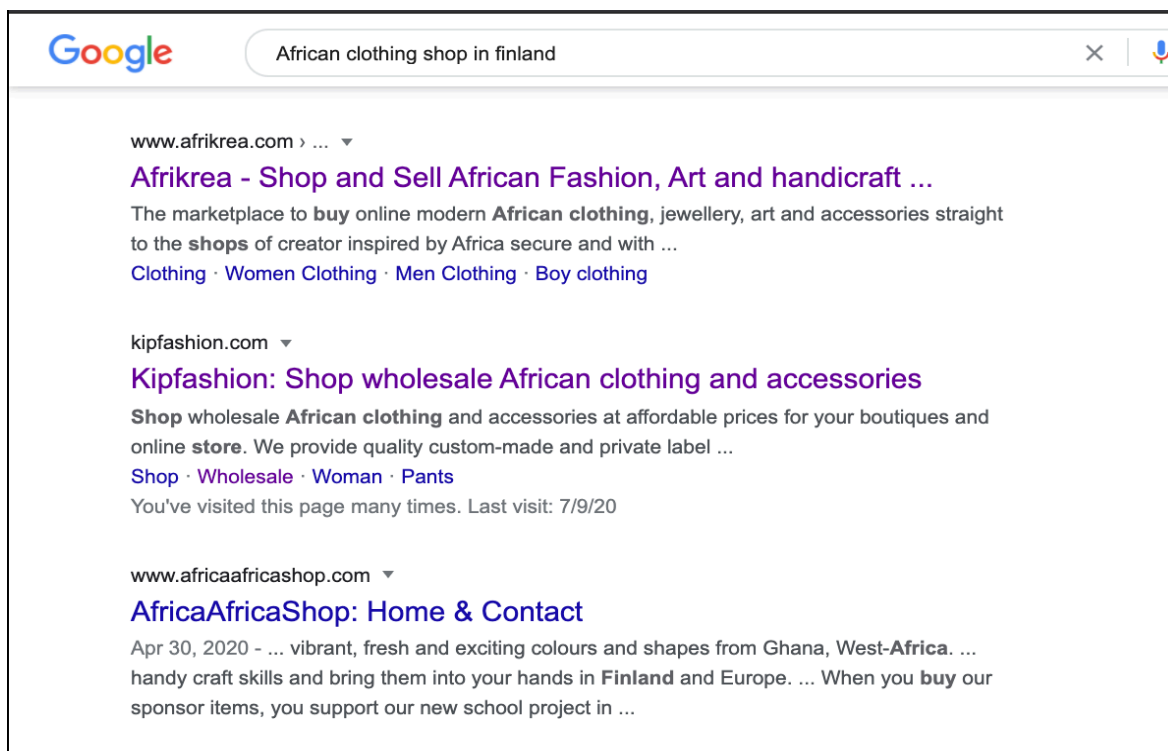 Google African clothing shop in finland
www.afrikrea.com › ...
Afrikrea - Shop and Sell African Fashion, Art and handicraft ...
The marketplace to buy online modern African clothing, jewellery, art and accessories straight
to the shops of creator inspired by Africa secure and with ...
Clothing · Women Clothing · Men Clothing · Boy clothing
kipfashion.com
Kipfashion: Shop wholesale African clothing and accessories
Shop wholesale African clothing and accessories at affordable prices for your boutiques and
online store. We provide quality custom-made and private label ...
Shop · Wholesale · Woman · Pants
You've visited this page many times. Last visit: 7/9/20
www.africaafricashop.com
AfricaAfricaShop: Home & Contact
Apr 30, 2020 - ... vibrant, fresh and exciting colours and shapes from Ghana, West-Africa. ...
handy craft skills and bring them into your hands in Finland and Europe. ... When you buy our
sponsor items, you support our new school project in ...